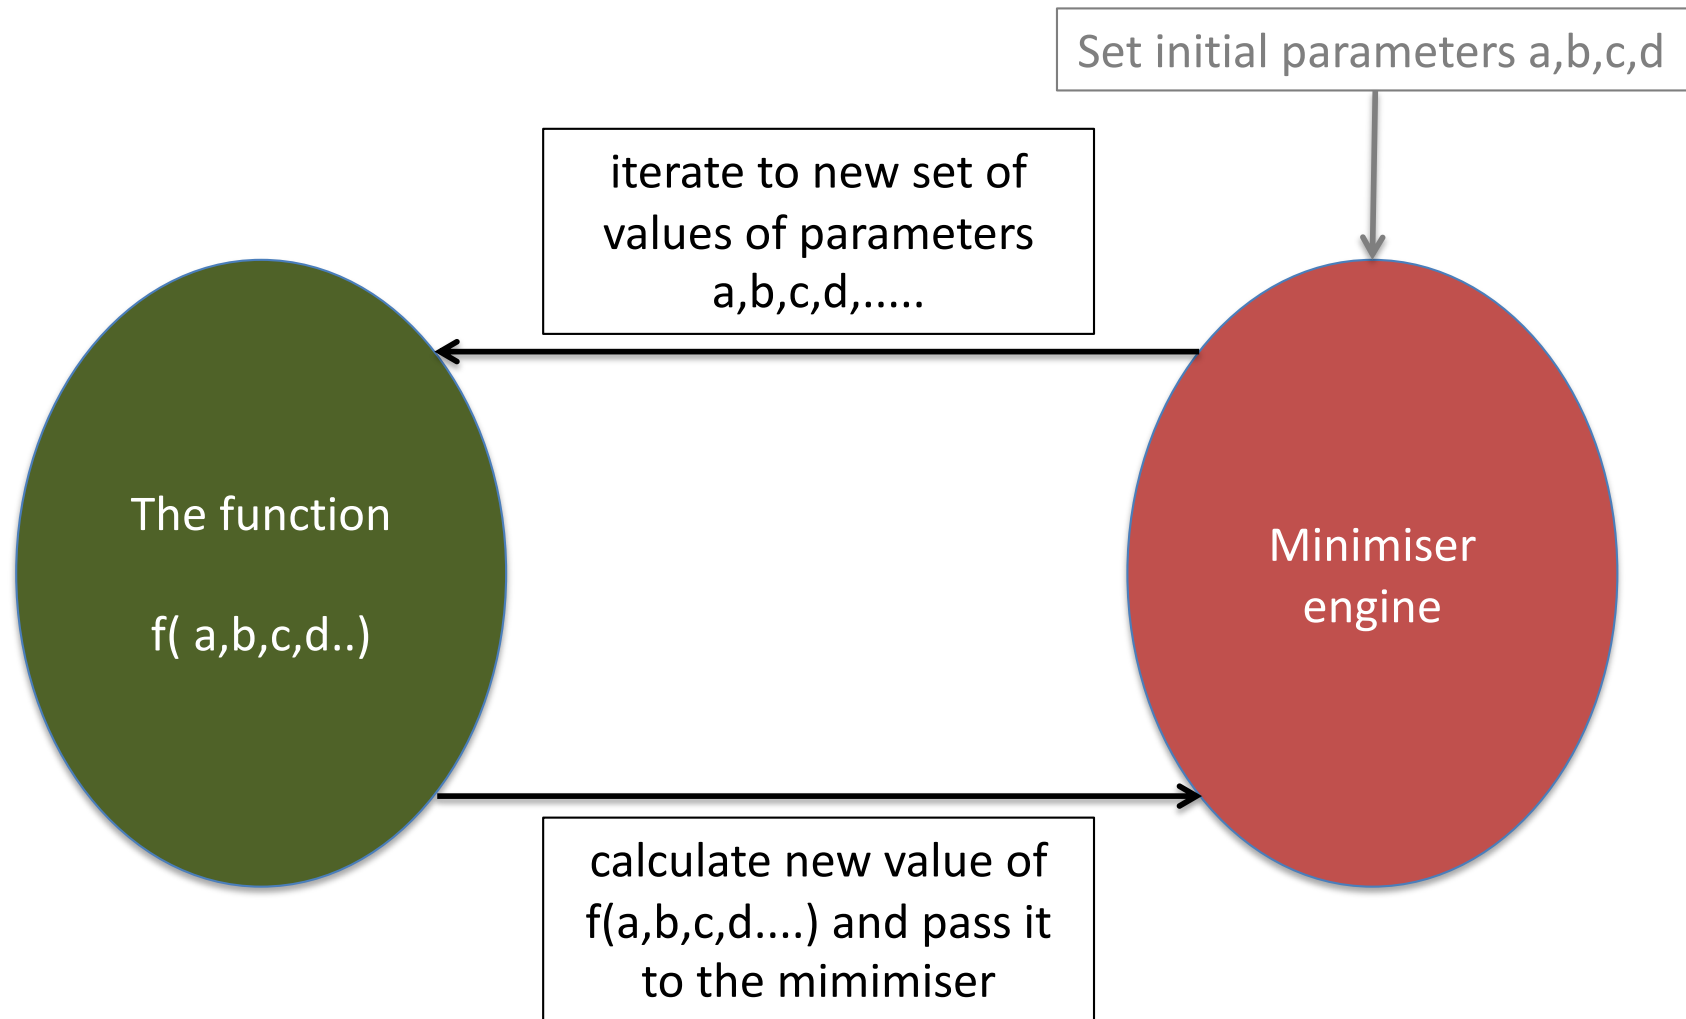 Set initial parameters a,b,c,d
iterate to new set of
values of parameters
a,b,c,d,.....
The function
f( a,b,c,d..)
Minimiser
engine
calculate new value of
f(a,b,c,d....) and pass it
to the mimimiser